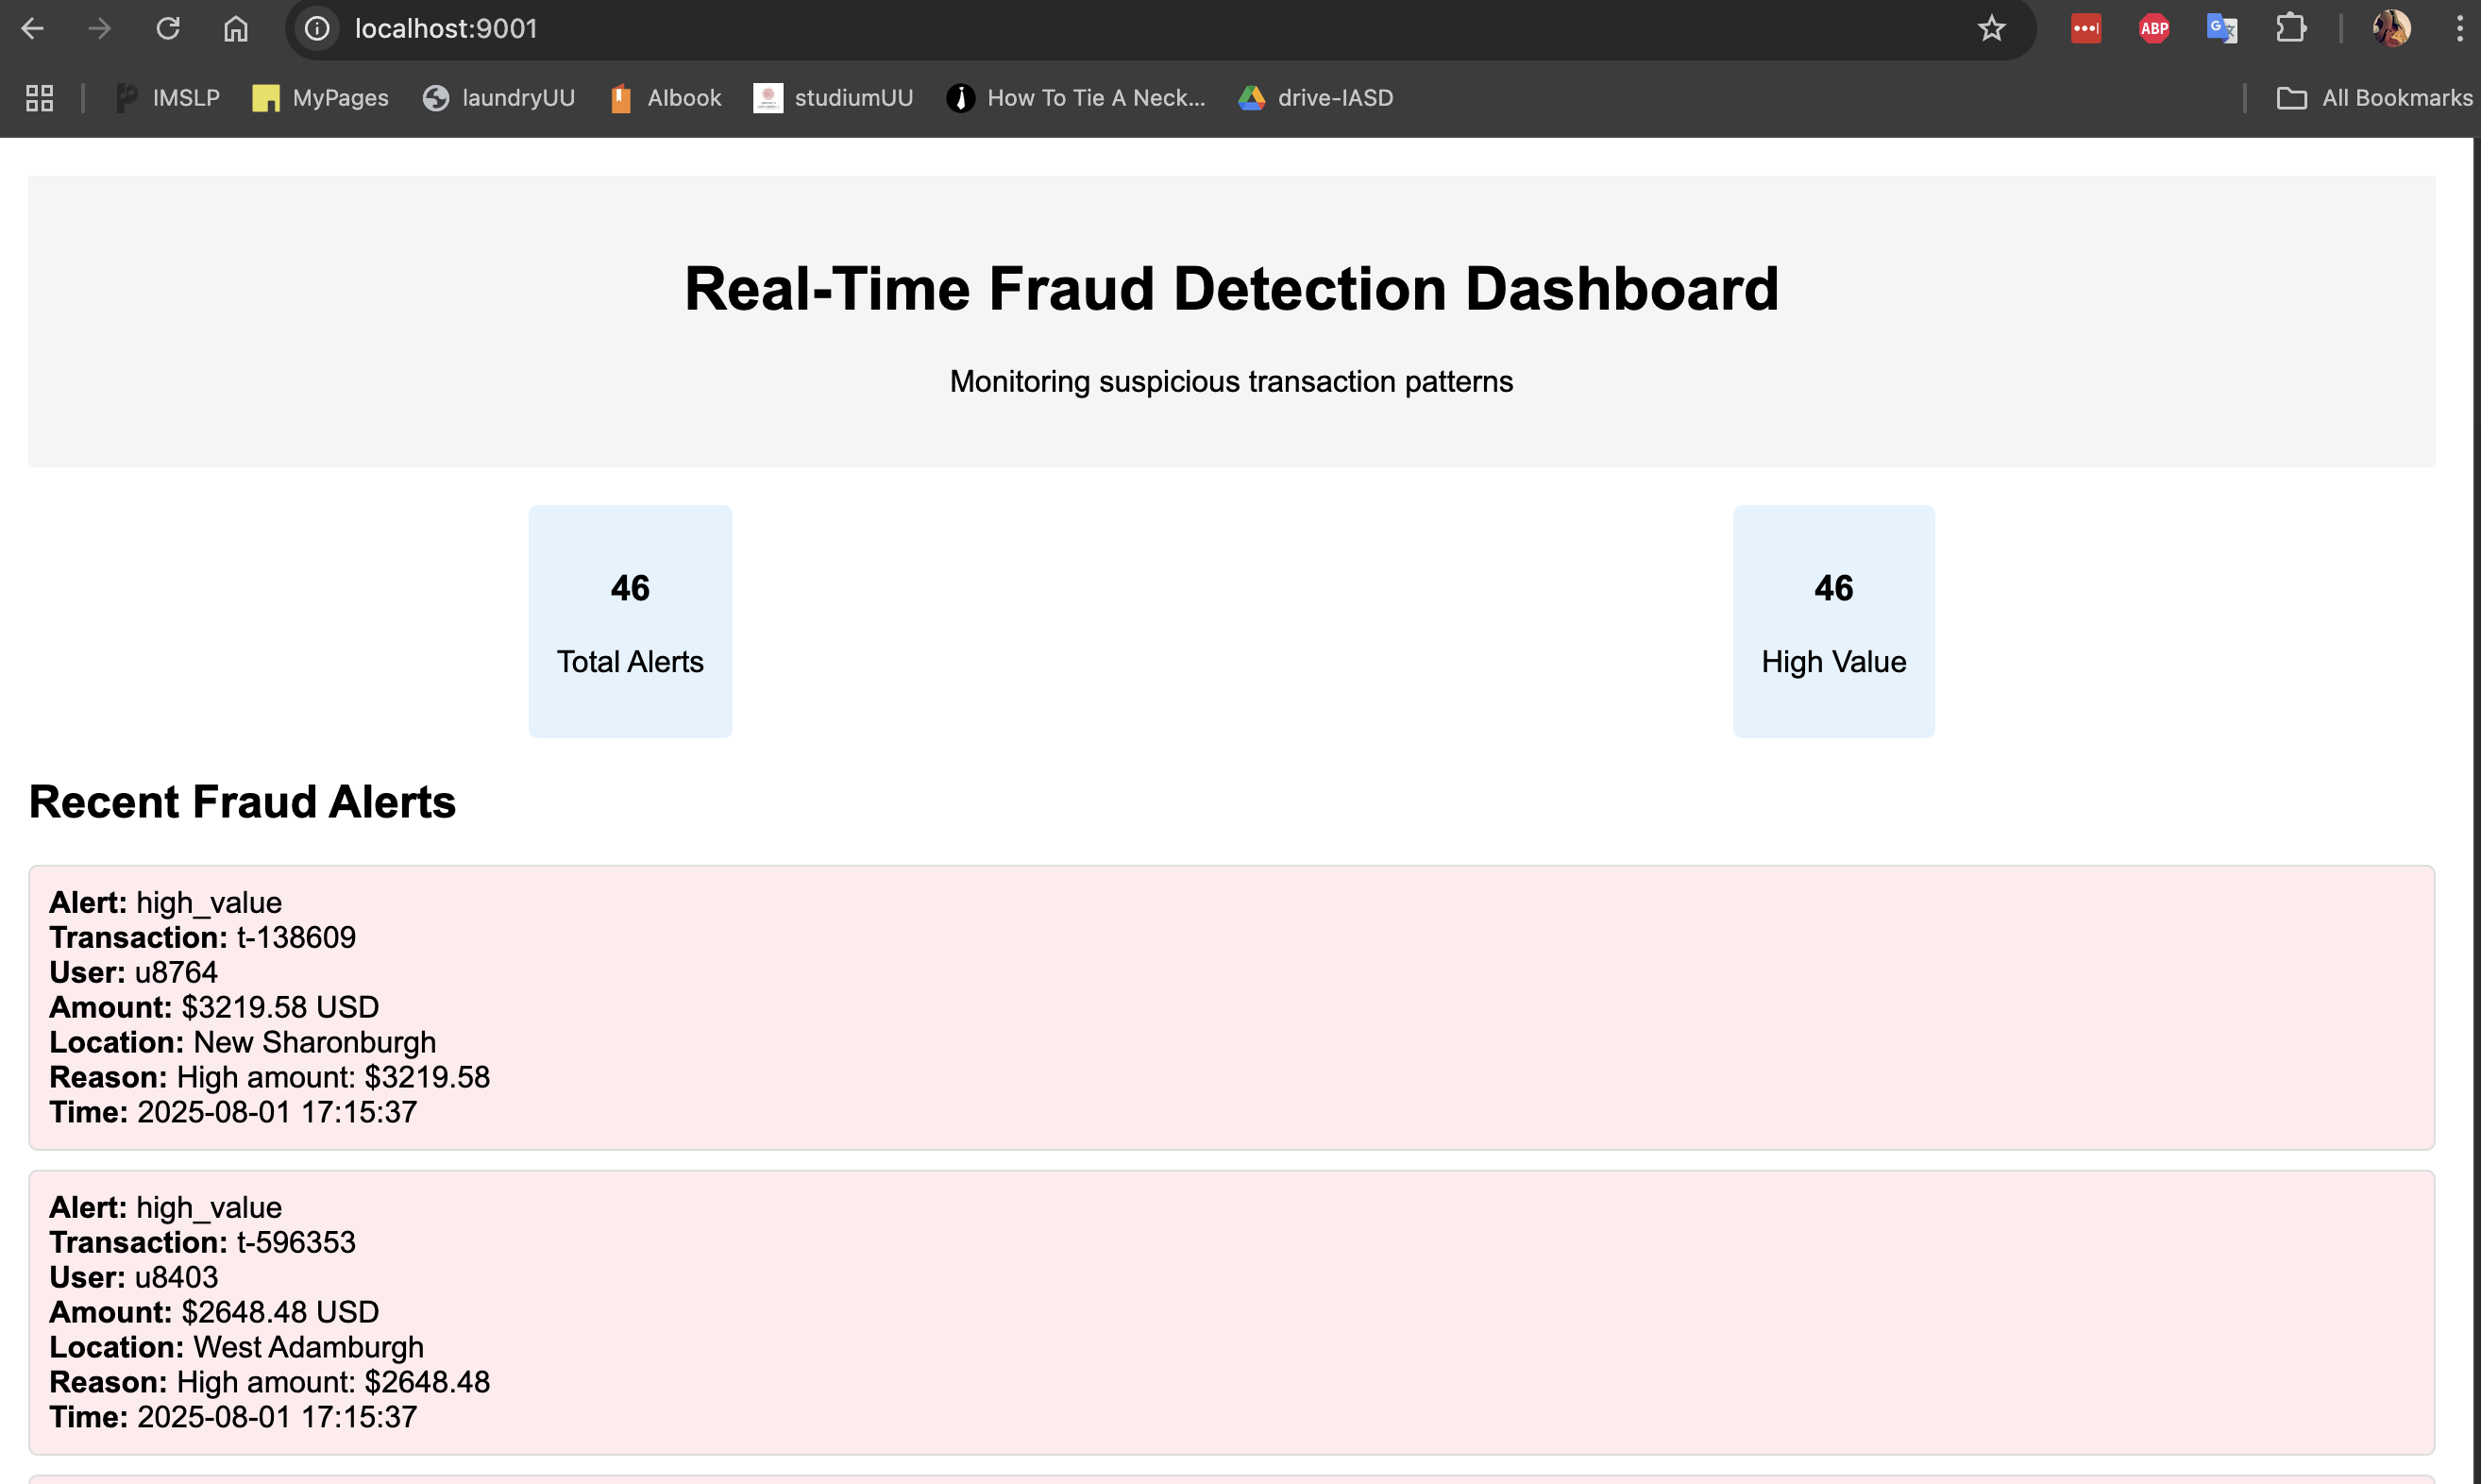 localhost:9001
ABP
IMSLP
MyPages
laundryUU
AIbook
studiumUU
How To Tie A Neck...
drive-IASD
All Bookmarks
Real-Time Fraud Detection Dashboard
Monitoring suspicious transaction patterns
46
Total Alerts
46
High Value
Recent Fraud Alerts
Alert: high_value
Transaction: t-138609
User: u8764
Amount: $3219.58 USD
Location: New Sharonburgh
Reason: High amount: $3219.58
Time: 2025-08-01 17:15:37
Alert: high_value
Transaction: t-596353
User: u8403
Amount: $2648.48 USD
Location: West Adamburgh
Reason: High amount: $2648.48
Time: 2025-08-01 17:15:37